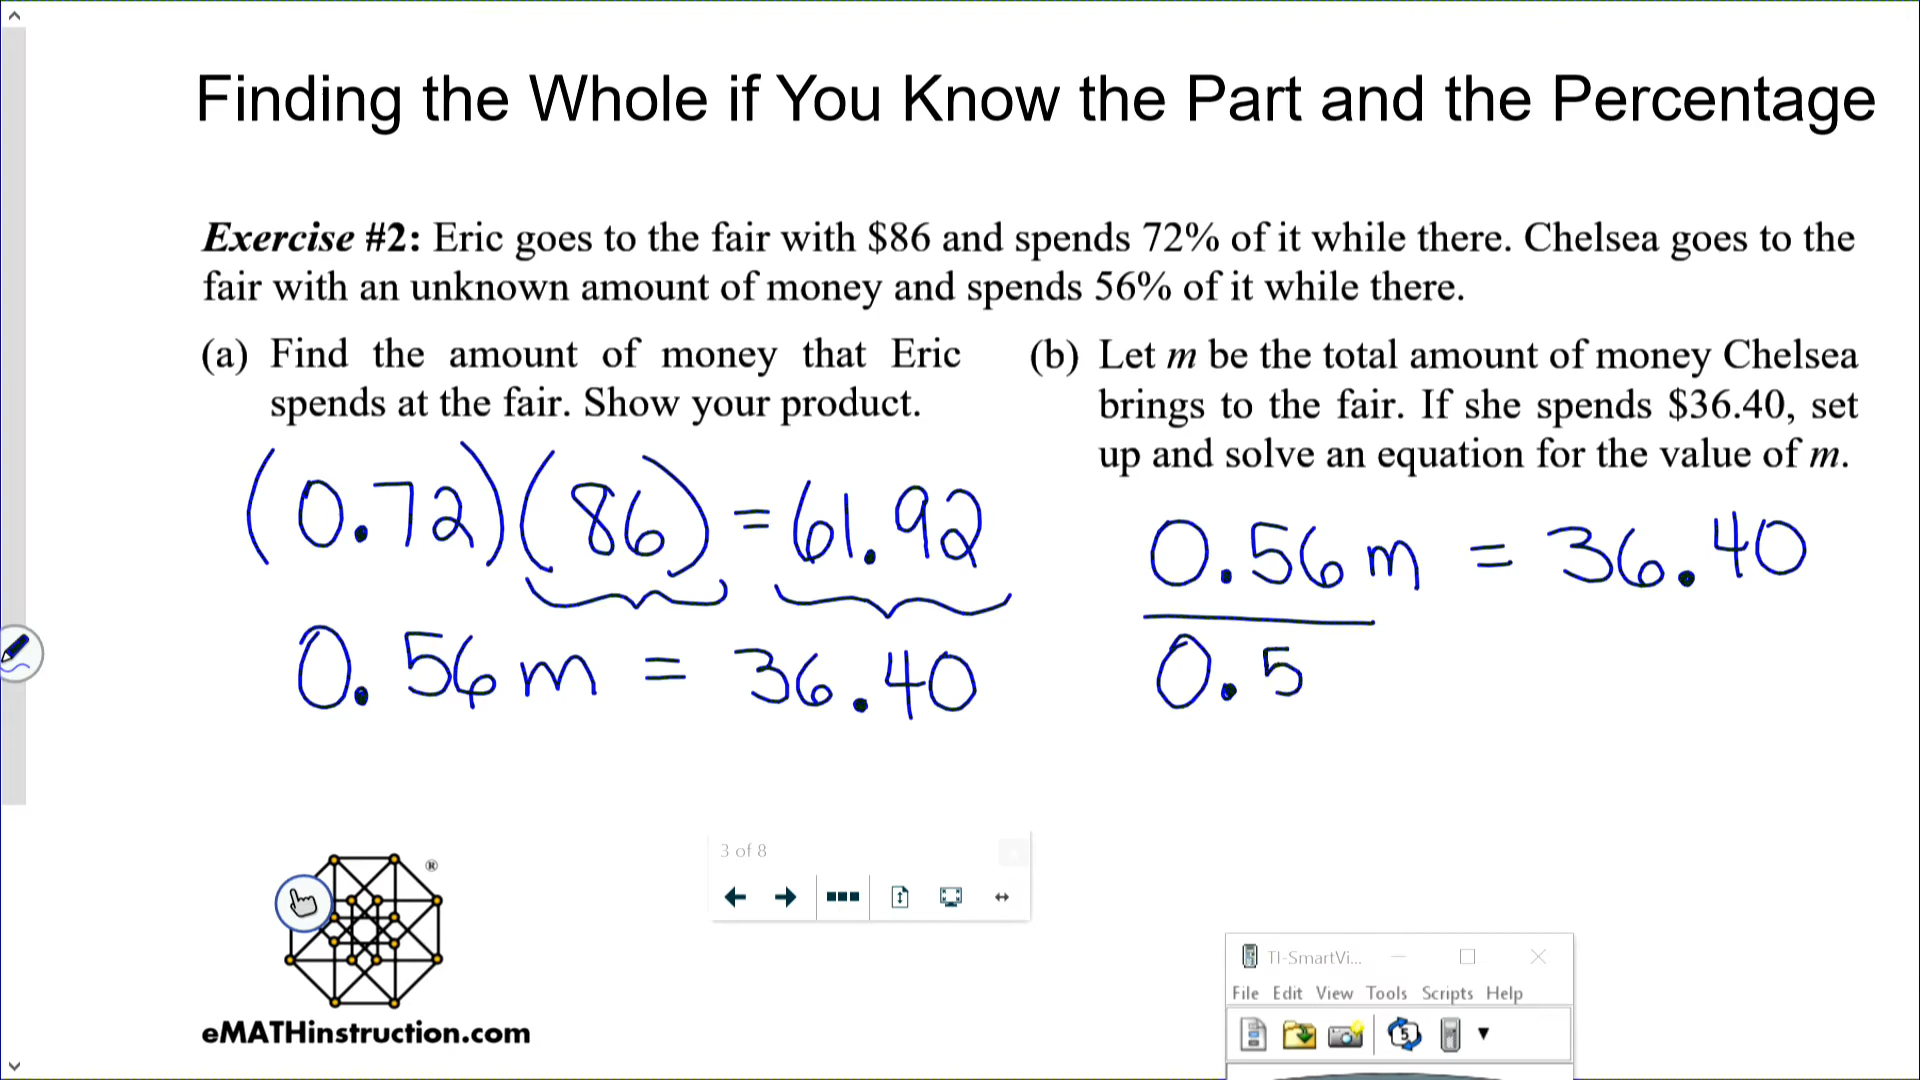 Finding the Whole if You Know the Part and the Percentage
Exercise #2: Eric goes to the fair with $86 and spends 72% of it while there. Chelsea goes to the
fair with an unknown amount of money and spends 56% of it while there.
(a) Find the amount of money that Eric
spends at the fair. Show your product.
(0.72)(86) = 61.92
0.56m = 36.40
(b) Let m be the total amount of money Chelsea
brings to the fair. If she spends $36.40, set
up and solve an equation for the value of m.
0.56m = 36.40
0.5
3 of 8
®
eMATHinstruction.com
TI-SmartVi...
File Edit View Tools Scripts Help
5